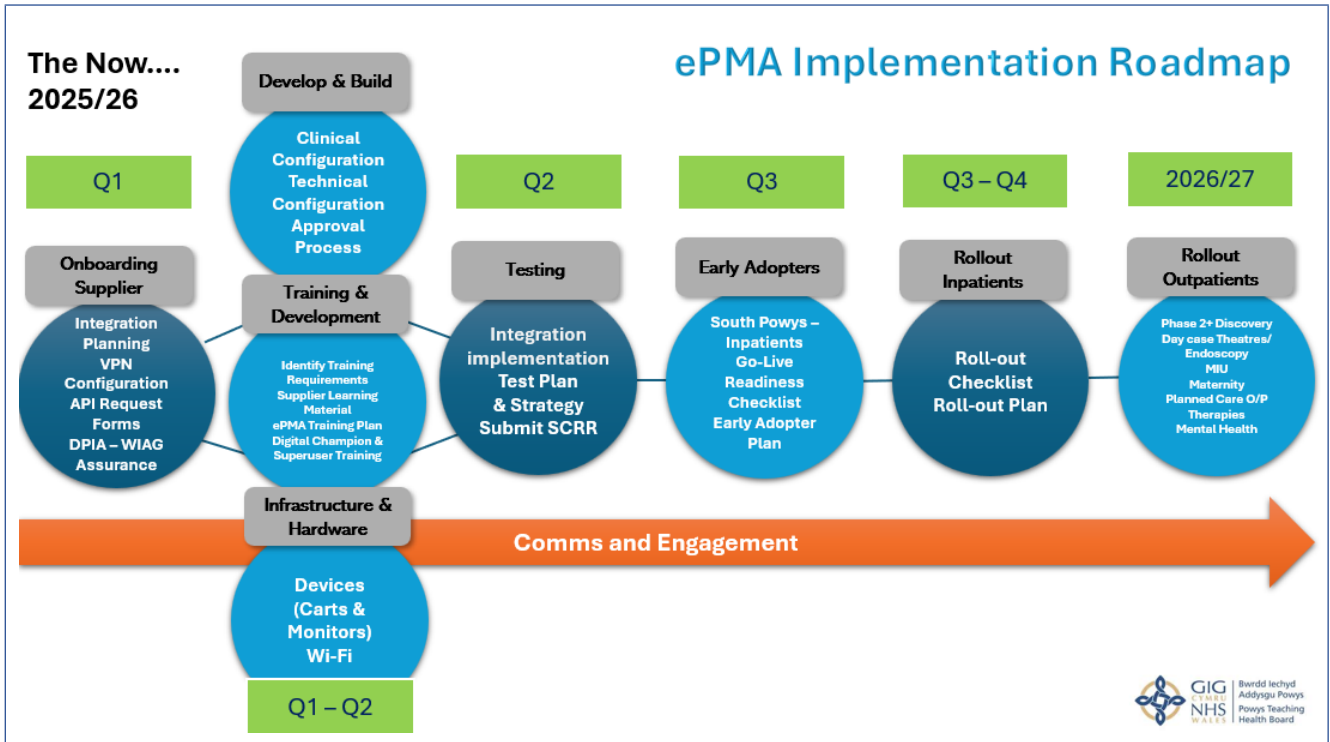 The Now....
2025/26
ePMA Implementation Roadmap
Q1
Onboarding
Supplier
Integration
Planning
VPN
Configuration
API Request
Forms
DPIA – WIAG
Assurance
Develop & Build
Clinical
Configuration
Technical
Configuration
Approval
Process
Training &
Development
Identify Training
Requirements
Supplier Learning
Material
ePMA Training Plan
Digital Champion &
Superuser Training
Infrastructure &
Hardware
Devices
(Carts &
Monitors)
Wi-Fi
Q1 – Q2
Q2
Testing
Integration
implementation
Test Plan
& Strategy
Submit SCRR
Q3
Early Adopters
South Powys –
Inpatients
Go-Live
Readiness
Checklist
Early Adopter
Plan
Q3 – Q4
Rollout
Inpatients
Roll-out
Checklist
Roll-out Plan
2026/27
Rollout
Outpatients
Phase 2+ Discovery
Day case Theatres/
Endoscopy
MIU
Maternity
Planned Care O/P
Therapies
Mental Health
Comms and Engagement
GIG
CYMRU
NHS
WALES
Bwrdd Iechyd
Addysgu Powys
Powys Teaching
Health Board